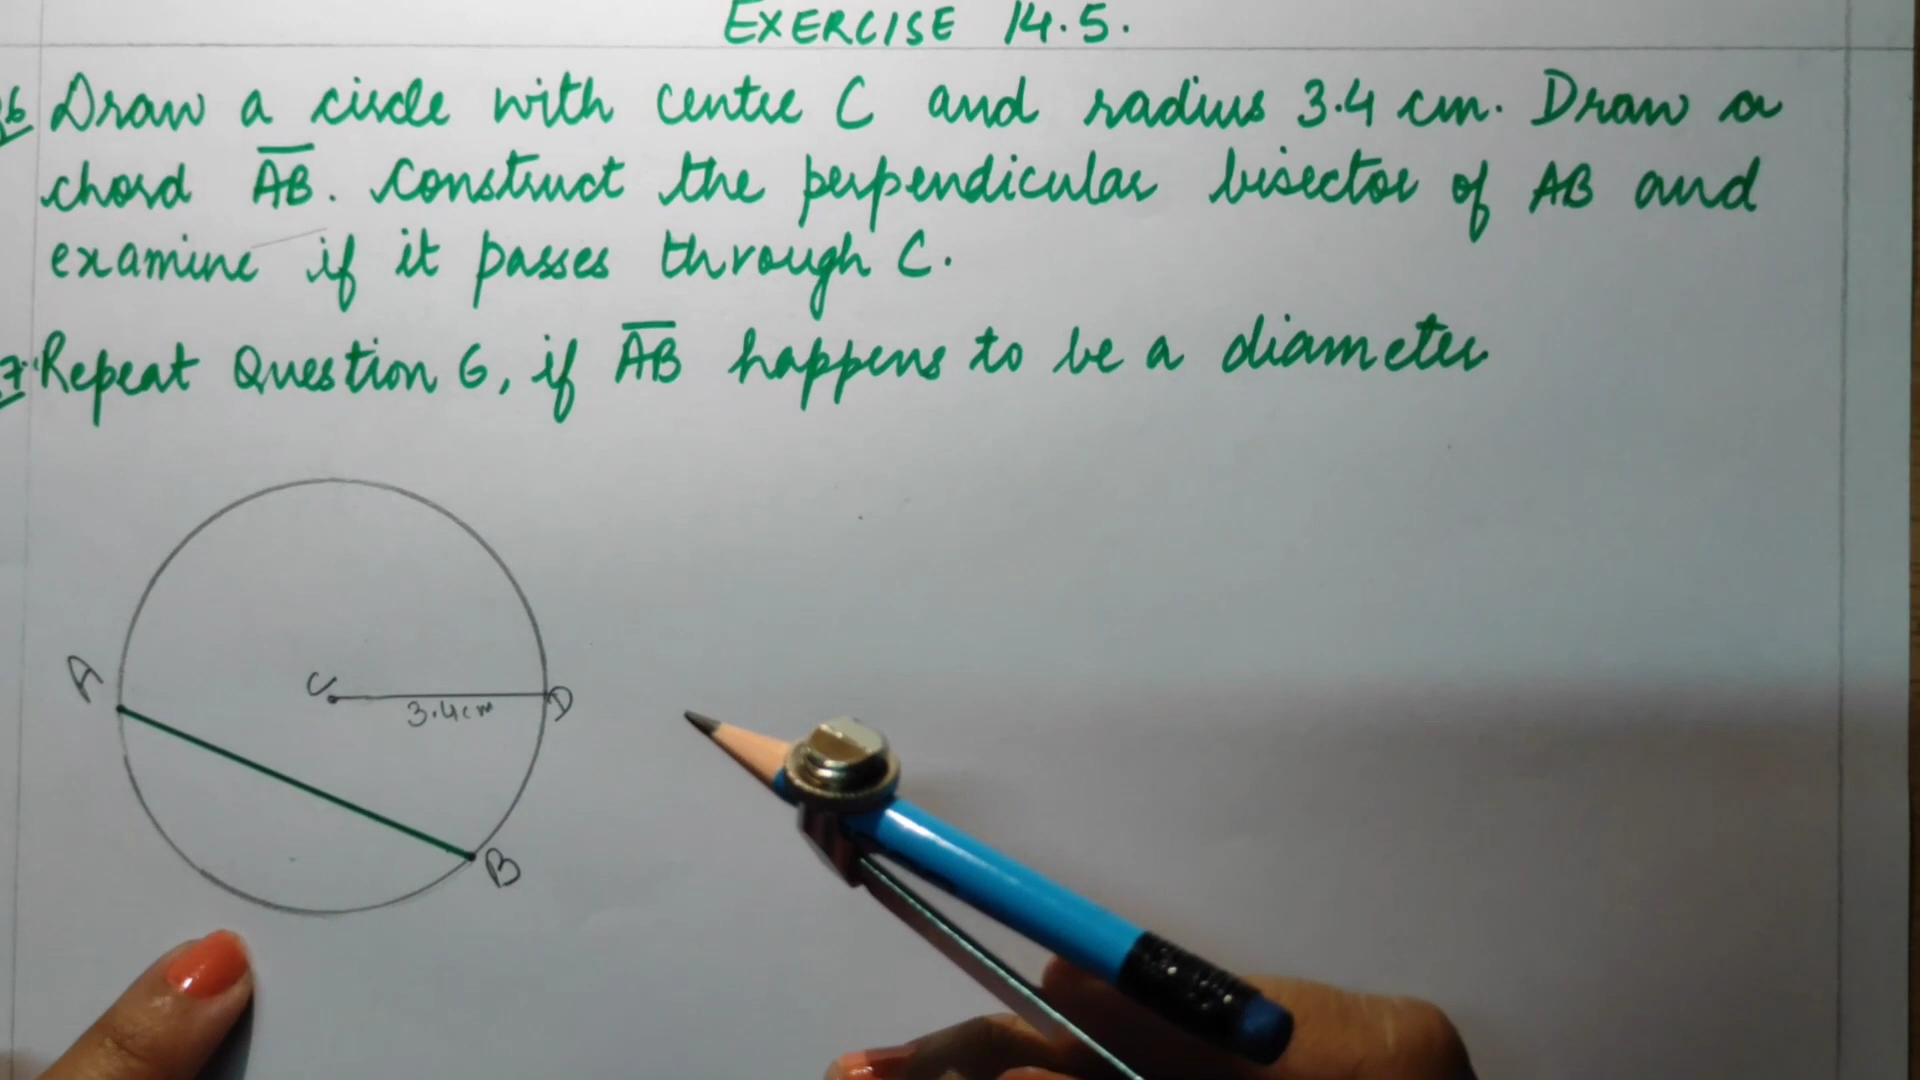 EXERCISE 14.5.
6 Draw a circle with centre C and radius 3.4 cm. Draw a
chord AB. Construct the perpendicular bisector of AB and
examine if it passes through C.
7. Repeat Question 6, if AB happens to be a diameter
A
C
3.4cm
D
B